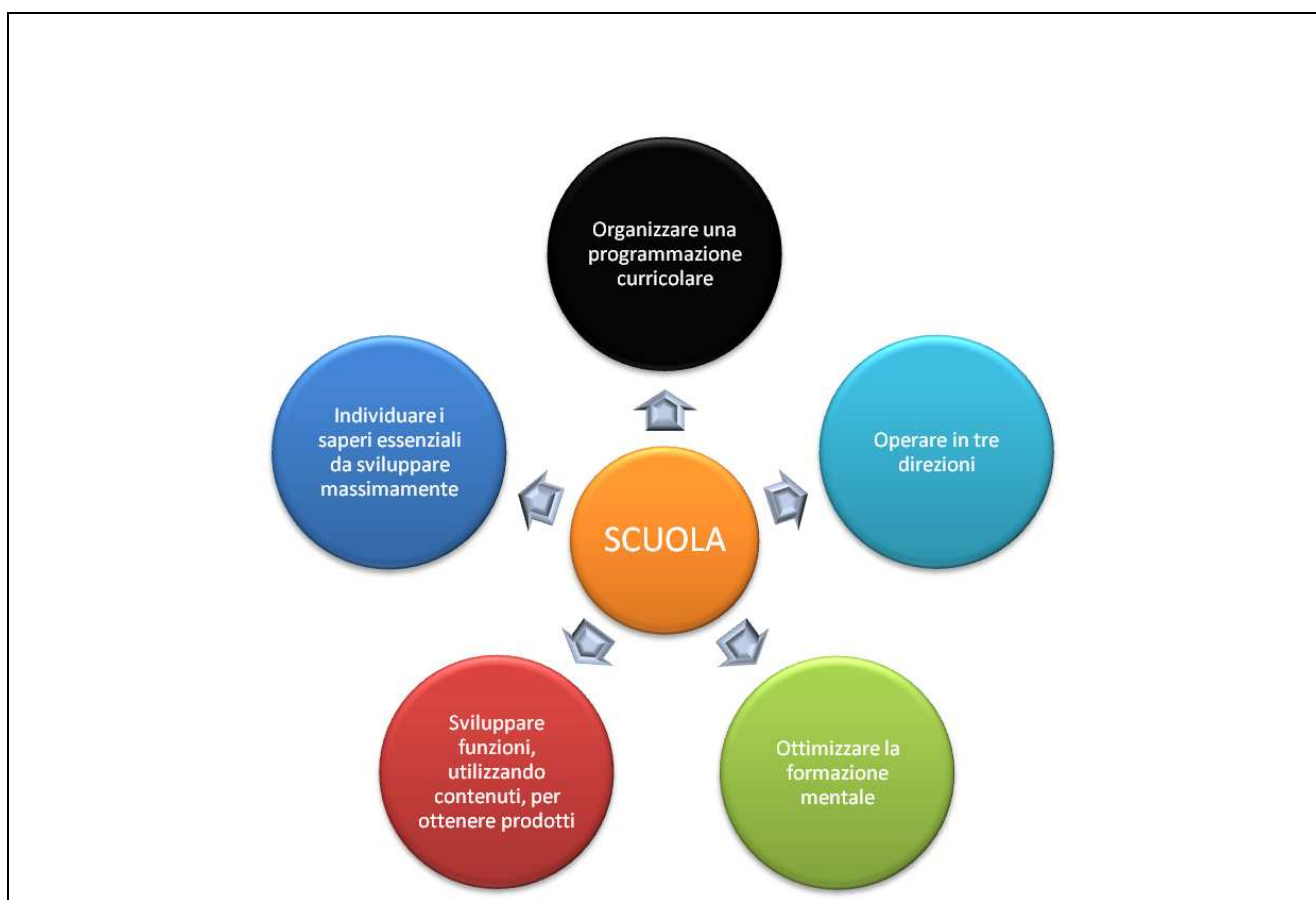 Organizzare una
programmazione
curricolare
Operare in tre
direzioni
Ottimizzare la
formazione
mentale
Sviluppare
funzioni,
utilizzando
contenuti, per
ottenere prodotti
Individuare i
saperi essenziali
da sviluppare
massimamente
SCUOLA